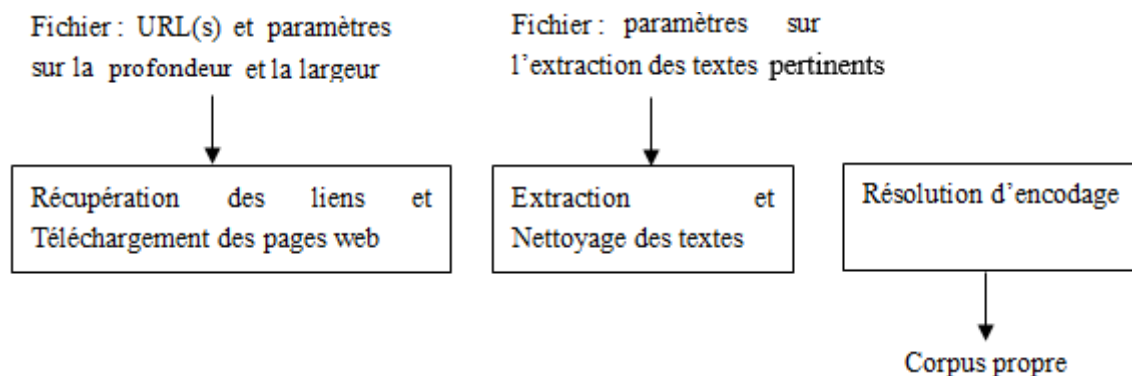 Fichier : URL(s) et paramètres
sur la profondeur et la largeur
Fichier : paramètres sur
l’extraction des textes pertinents
Récupération des liens et
Téléchargement des pages web
Extraction et
Nettoyage des textes
Résolution d’encodage
Corpus propre